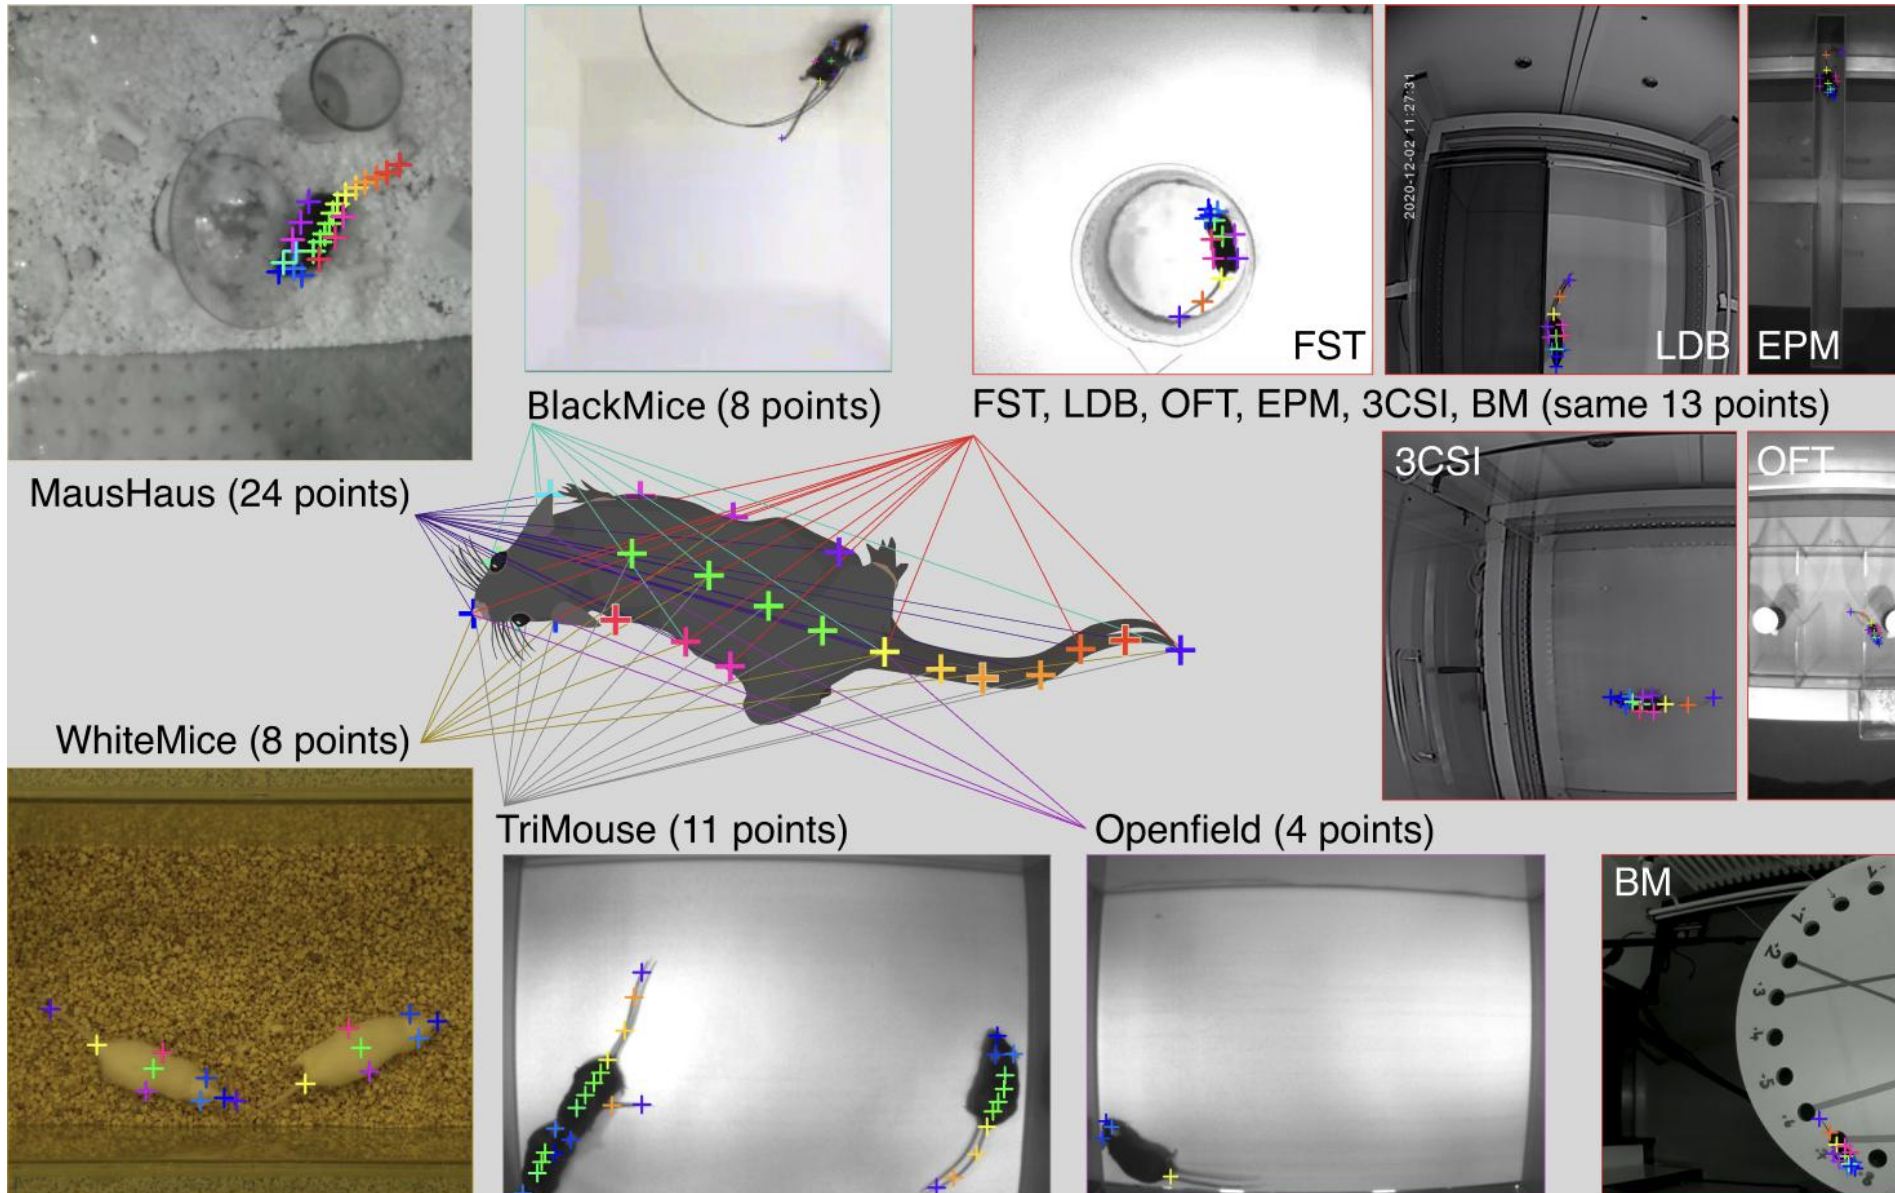 FST
LDB
EPM
2020-12-02 11:27:31
BlackMice (8 points)
FST, LDB, OFT, EPM, 3CSI, BM (same 13 points)
3CSI
OFT
MausHaus (24 points)
WhiteMice (8 points)
TriMouse (11 points)
Openfield (4 points)
BM